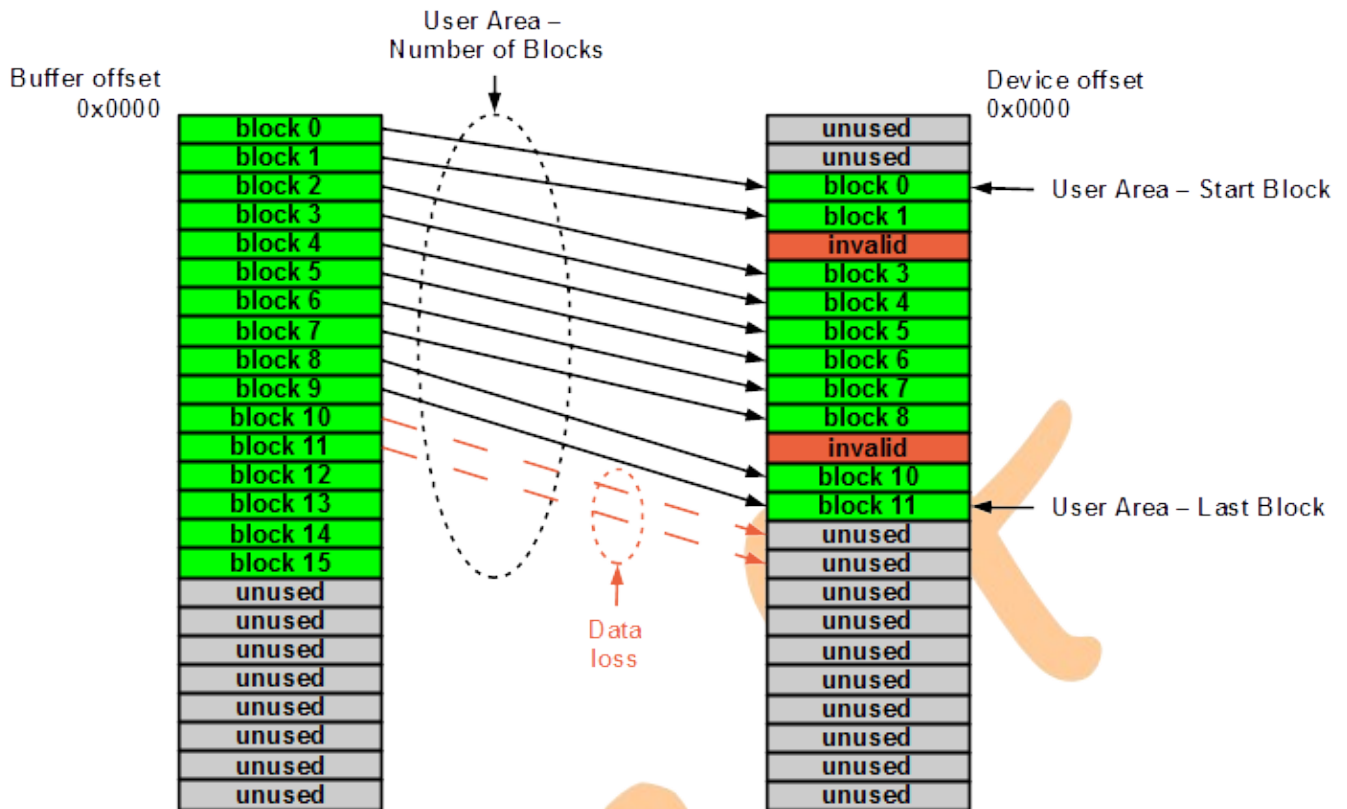 User Area –
Number of Blocks
Buffer offset
0x0000
Device offset
0x0000
block 0
block 1
block 2
block 3
block 4
block 5
block 6
block 7
block 8
block 9
block 10
block 11
block 12
block 13
block 14
block 15
unused
unused
unused
unused
unused
unused
unused
unused
Data
loss
unused
unused
block 0
block 1
invalid
block 3
block 4
block 5
block 6
block 7
block 8
invalid
block 10
block 11
unused
unused
unused
unused
unused
unused
unused
unused
unused
unused
User Area – Start Block
User Area – Last Block